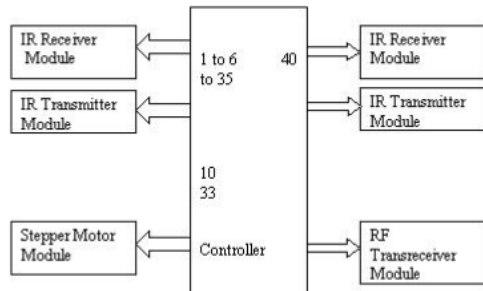 IR Receiver
Module
IR Transmitter
Module
Stepper Motor
Module
1 to 6 40
to 35
10
33
Controller
IR Receiver
Module
IR Transmitter
Module
RF
Transreceiver
Module